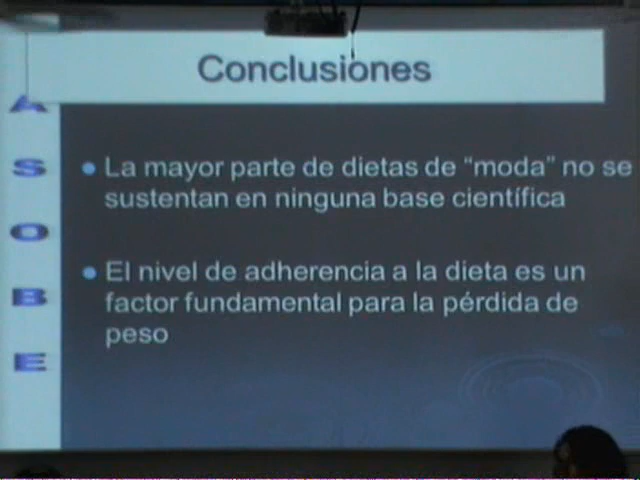 Conclusiones
A
S
O
B
E
La mayor parte de dietas de “moda” no se
sustentan en ninguna base científica
El nivel de adherencia a la dieta es un
factor fundamental para la pérdida de
peso